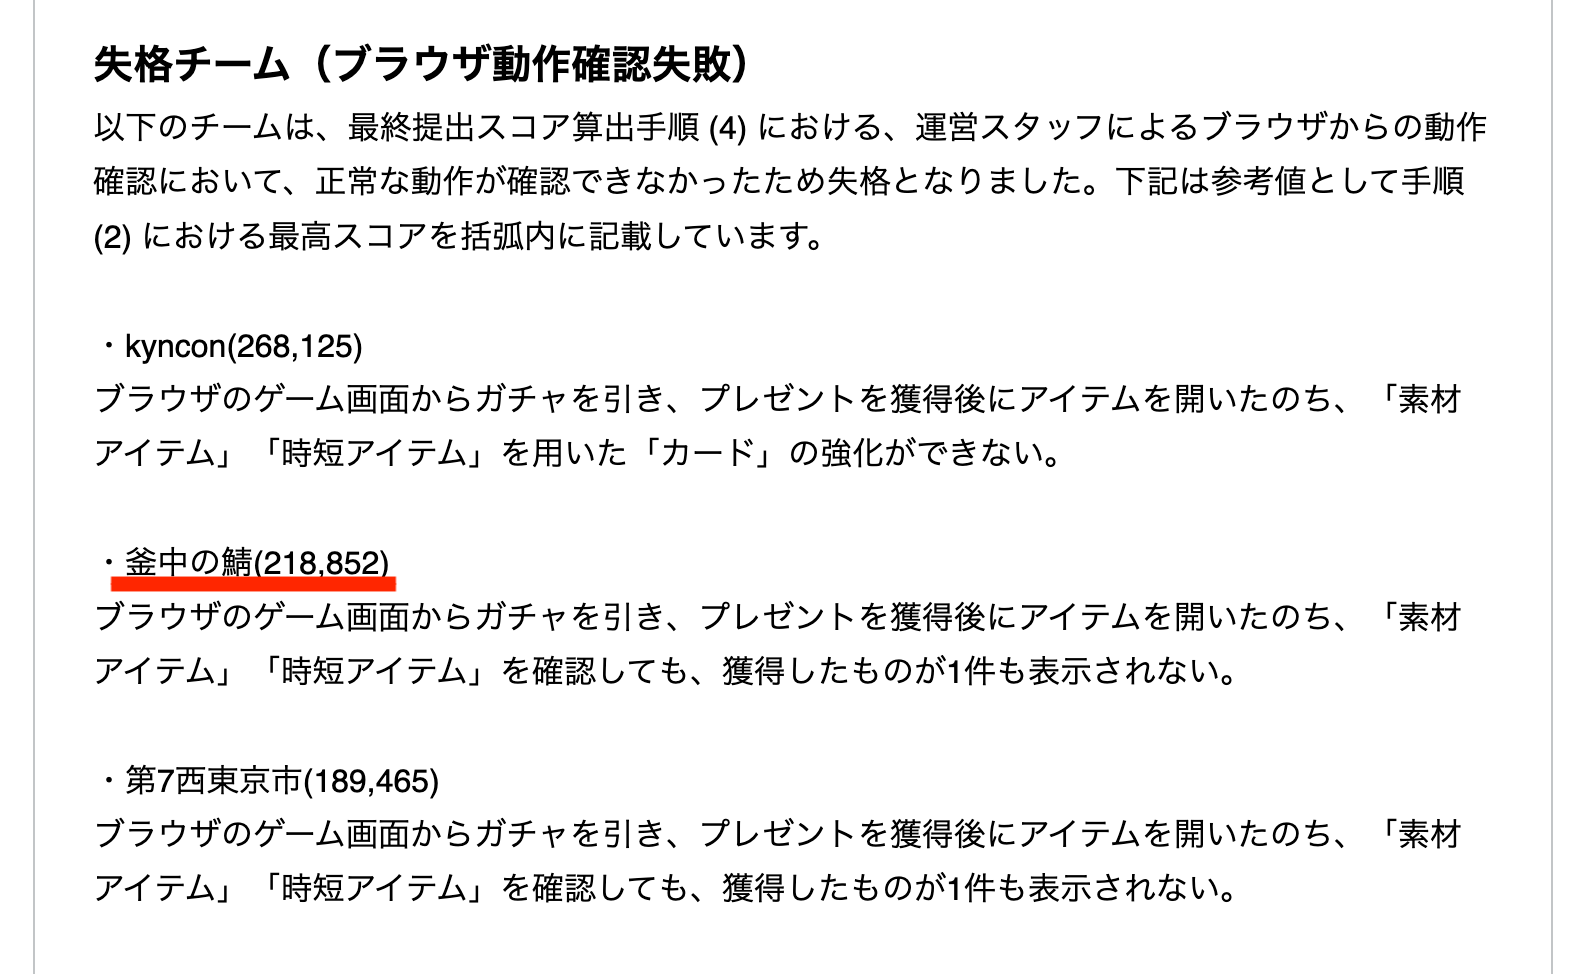 失格チーム（ブラウザ動作確認失敗）
以下のチームは、最終提出スコア算出手順 (4) における、運営スタッフによるブラウザからの動作
確認において、正常な動作が確認できなかったため失格となりました。下記は参考値として手順
(2) における最高スコアを括弧内に記載しています。
・kyncon(268,125)
ブラウザのゲーム画面からガチャを引き、プレゼントを獲得後にアイテムを開いたのち、「素材
アイテム」「時短アイテム」を用いた「カード」の強化ができない。
・釜中の鯖(218,852)
ブラウザのゲーム画面からガチャを引き、プレゼントを獲得後にアイテムを開いたのち、「素材
アイテム」「時短アイテム」を確認しても、獲得したものが1件も表示されない。
・第7西東京市(189,465)
ブラウザのゲーム画面からガチャを引き、プレゼントを獲得後にアイテムを開いたのち、「素材
アイテム」「時短アイテム」を確認しても、獲得したものが1件も表示されない。